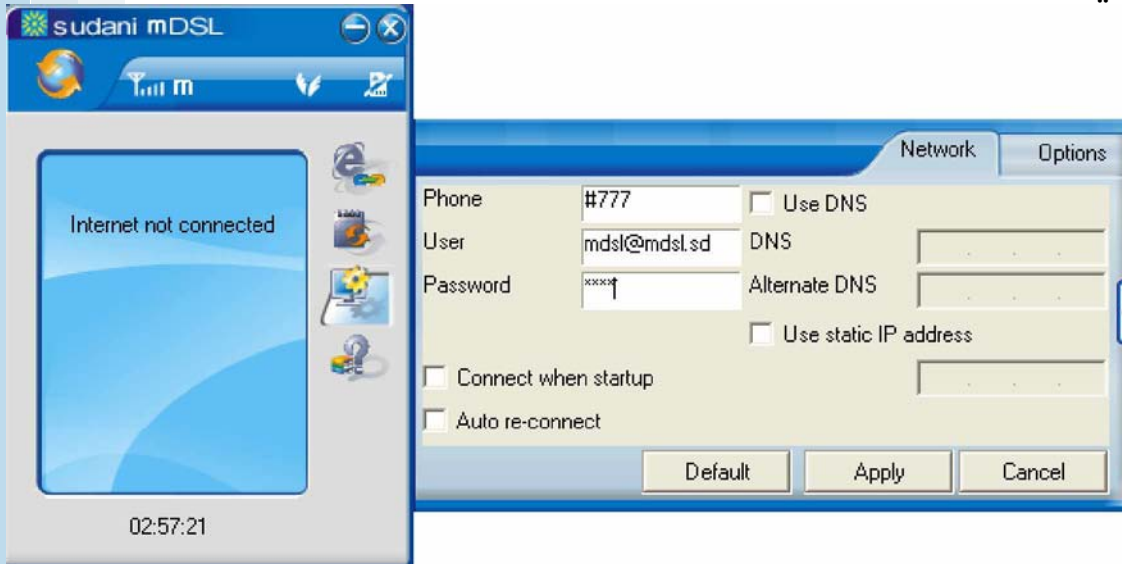 sudani mDSL
m
Internet not connected
02:57:21
Network
Options
Phone
#777
Use DNS
User
mdsl@mdsl.sd
DNS
Password
****
Alternate DNS
Use static IP address
Connect when startup
Auto re-connect
Default
Apply
Cancel